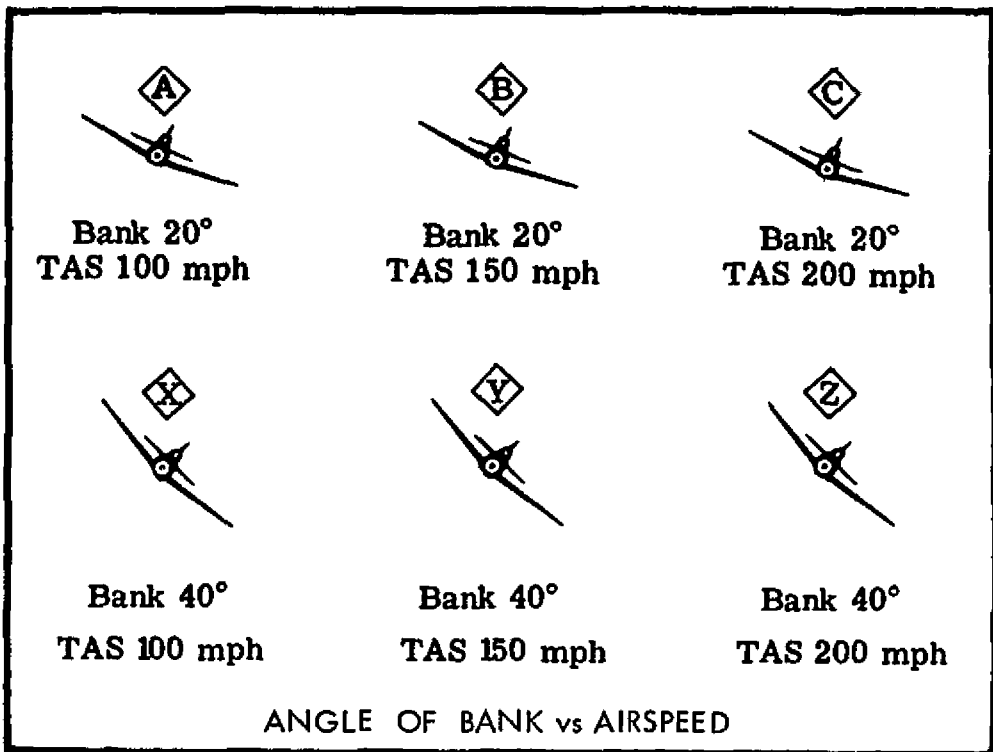 A B C
Bank 20° Bank 20° Bank 20°
TAS 100 mph TAS 150 mph TAS 200 mph
X Y Z
Bank 40° Bank 40° Bank 40°
TAS 100 mph TAS 150 mph TAS 200 mph
ANGLE OF BANK vs AIRSPEED